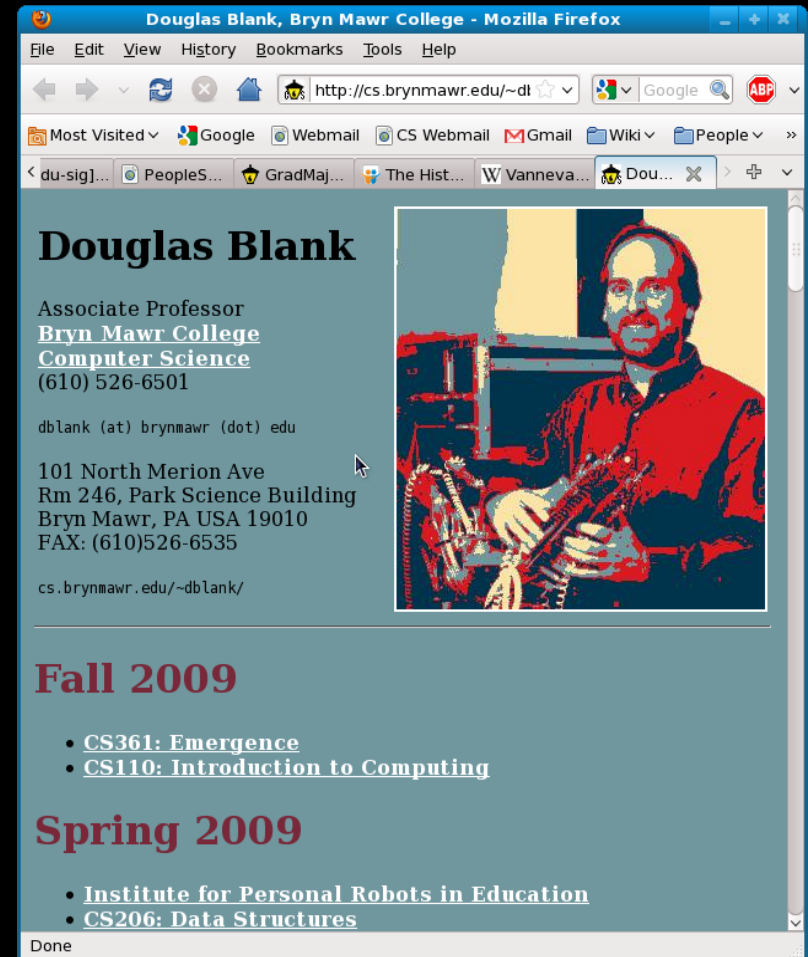 Douglas Blank, Bryn Mawr College - Mozilla Firefox
File Edit View History Bookmarks Tools Help
http://cs.brynmawr.edu/~dl Google ABP
Most Visited Google Webmail CS Webmail Gmail Wiki People »
du-sig]... PeopleS... GradMaj... The Hist... W Vanneva... Dou...
Douglas Blank
Associate Professor
Bryn Mawr College
Computer Science
(610) 526-6501
dblank (at) brynmawr (dot) edu
101 North Merion Ave
Rm 246, Park Science Building
Bryn Mawr, PA USA 19010
FAX: (610)526-6535
cs.brynmawr.edu/~dblank/
Fall 2009
• CS361: Emergence
• CS110: Introduction to Computing
Spring 2009
• Institute for Personal Robots in Education
• CS206: Data Structures
Done